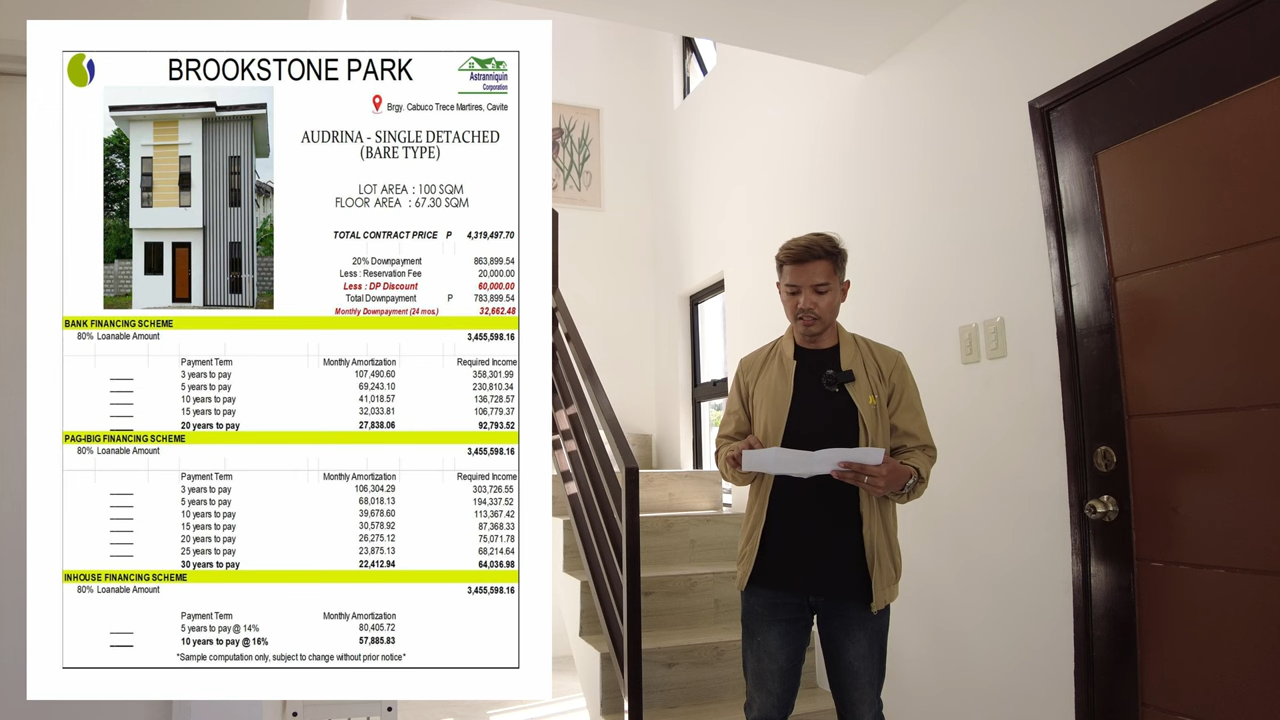 BROOKSTONE PARK
Astranniquin
Corporation
Brgy. Cabuco Trece Martires, Cavite
AUDRINA - SINGLE DETACHED
(BARE TYPE)
LOT AREA : 100 SQM
FLOOR AREA : 67.30 SQM
TOTAL CONTRACT PRICE P 4,319,497.70
20% Downpayment 863,899.54
Less : Reservation Fee 20,000.00
Less : DP Discount 60,000.00
Total Downpayment P 783,899.54
Monthly Downpayment (24 mos.) 32,662.48
BANK FINANCING SCHEME
80% Loanable Amount 3,455,598.16
Payment Term Monthly Amortization Required Income
3 years to pay 107,490.60 358,301.99
5 years to pay 69,243.10 230,810.34
10 years to pay 41,018.57 136,728.57
15 years to pay 32,033.81 106,779.37
20 years to pay 27,838.06 92,793.52
PAG-IBIG FINANCING SCHEME
80% Loanable Amount 3,455,598.16
Payment Term Monthly Amortization Required Income
3 years to pay 106,304.29 303,726.55
5 years to pay 68,018.13 194,337.52
10 years to pay 39,678.60 113,367.42
15 years to pay 30,578.92 87,368.33
20 years to pay 26,275.12 75,071.78
25 years to pay 23,875.13 68,214.64
30 years to pay 22,412.94 64,036.98
INHOUSE FINANCING SCHEME
80% Loanable Amount 3,455,598.16
Payment Term Monthly Amortization
5 years to pay @ 14% 80,405.72
10 years to pay @ 16% 57,885.83
*Sample computation only, subject to change without prior notice*